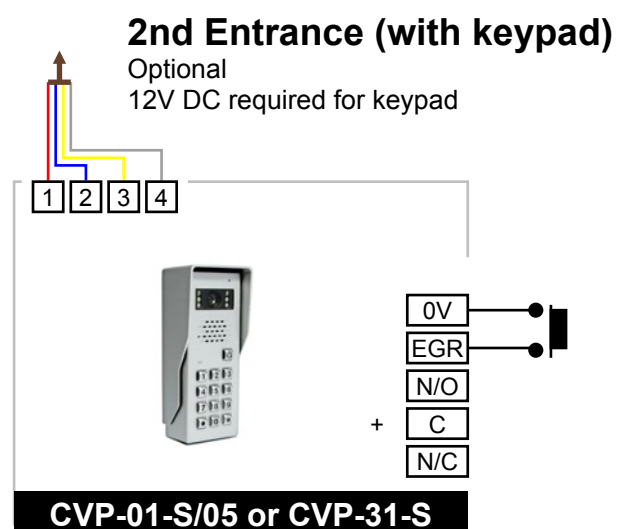 2nd Entrance (with keypad)
Optional
12V DC required for keypad
1 2 3 4
0V
EGR
N/O
+ C
N/C
CVP-01-S/05 or CVP-31-S